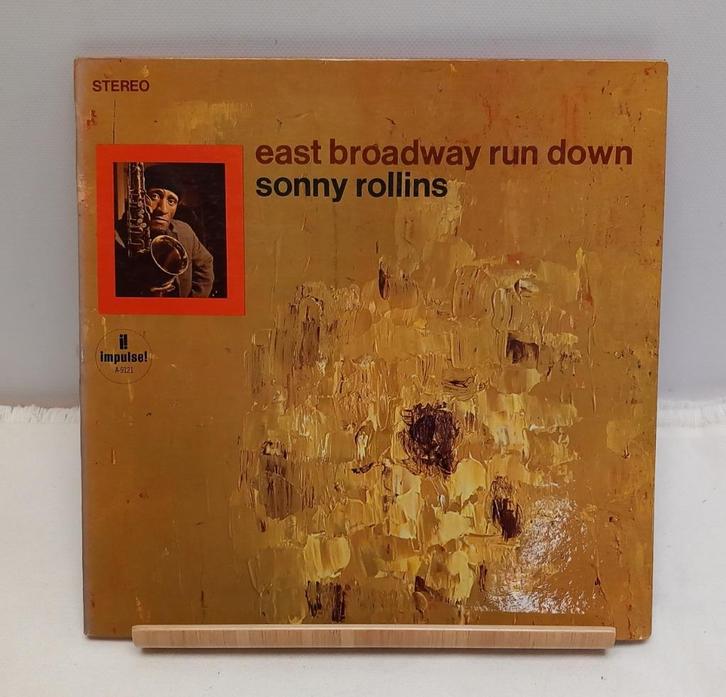 STEREO
east broadway run down
sonny rollins
i!
impulse!
A-9121